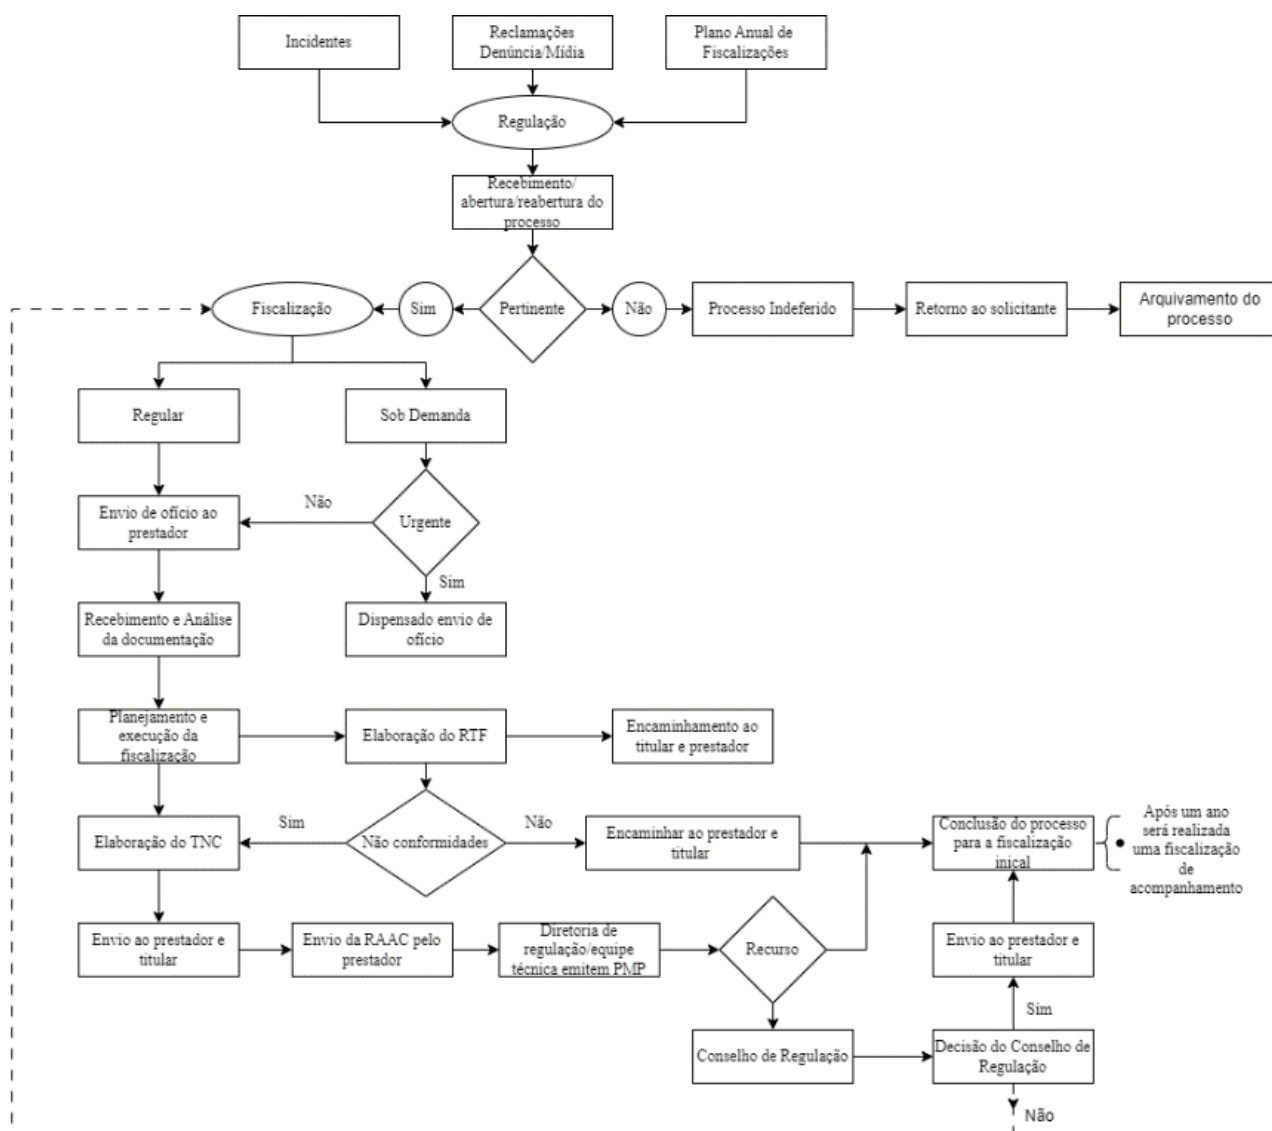 Incidentes
Reclamações
Denúncia/Mídia
Plano Anual de
Fiscalizações
Regulação
Recebimento/
abertura/reabertura do
processo
Fiscalização
Sim
Pertinente
Não
Processo Indeferido
Retorno ao solicitante
Arquivamento do
processo
Regular
Sob Demanda
Envio de ofício ao
prestador
Não
Urgente
Sim
Recebimento e Análise
da documentação
Dispensado envio de
ofício
Planejamento e
execução da
fiscalização
Elaboração do RTF
Encaminhamento ao
titular e prestador
Elaboração do TNC
Sim
Não conformidades
Não
Encaminhar ao prestador e
titular
Conclusão do processo
para a fiscalização
inical
Após um ano
será realizada
uma fiscalização
de
acompanhamento
Envio ao prestador e
titular
Envio da RAAC pelo
prestador
Diretoria de
regulação/equipe
técnica emitem PMP
Recurso
Envio ao prestador e
titular
Sim
Conselho de Regulação
Decisão do Conselho de
Regulação
Não